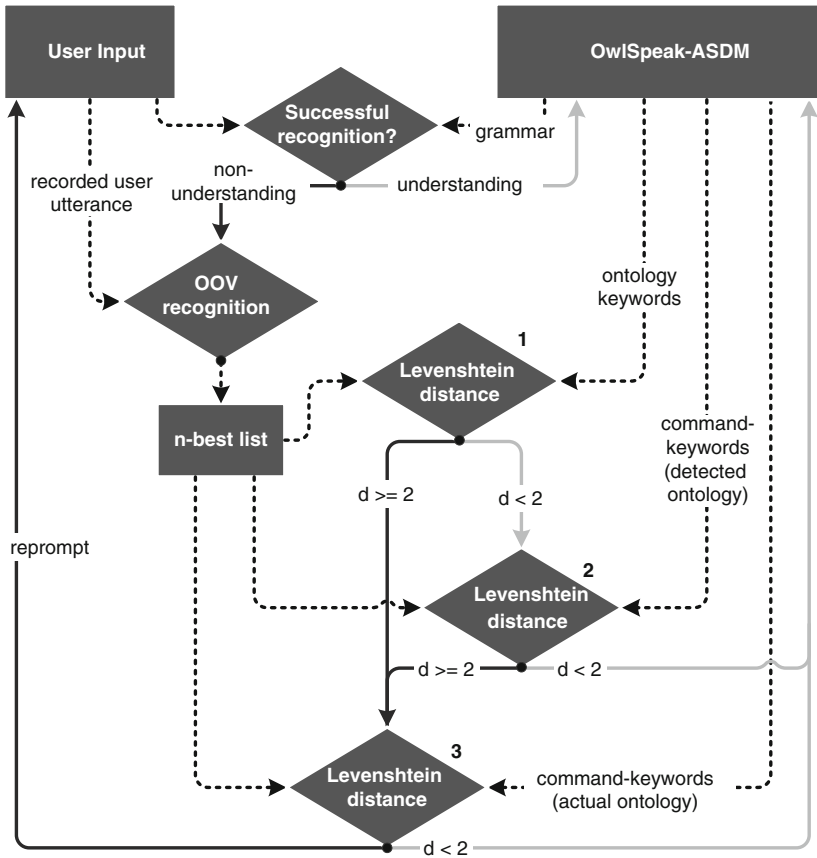 User Input
OwlSpeak-ASDM
Successful
recognition?
grammar
non-
understanding
understanding
recorded user
utterance
OOV
recognition
ontology
keywords
1
Levenshtein
distance
n-best list
command-
keywords
(detected
ontology)
d >= 2
d < 2
reprompt
2
Levenshtein
distance
d >= 2
d < 2
3
Levenshtein
distance
command-keywords
(actual ontology)
d < 2